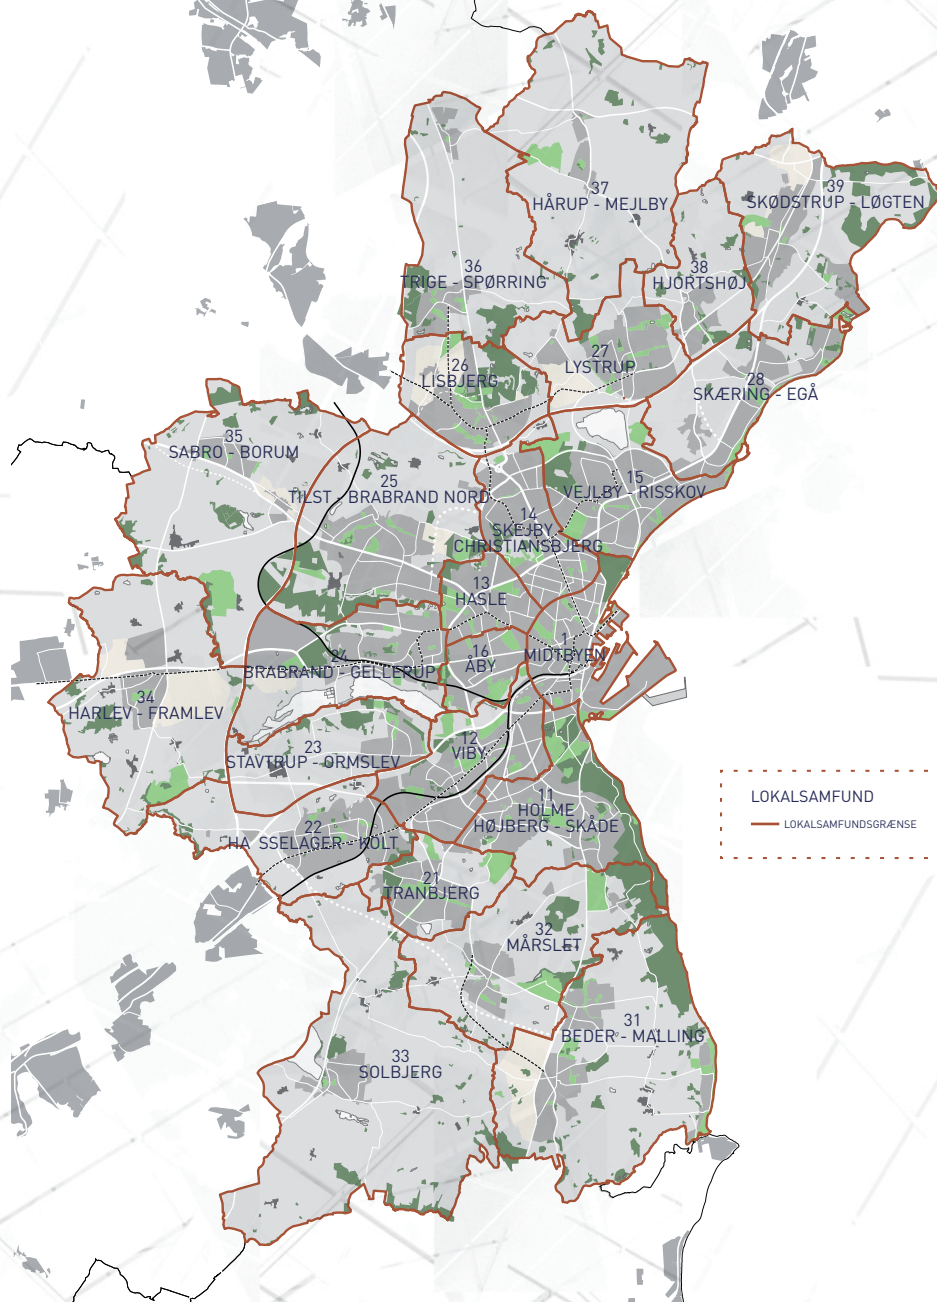 37
HÅRUP - MEJLBY
39
SKØDSTRUP - LØGTEN
36
TRIGE - SPØRRING
38
HJORTSHØJ
27
LYSTRUP
26
LISBJERG
28
SKÆRING - EGÅ
35
SABRO - BORUM
25
TILST - BRABRAND NORD
15
VEJLBY - RISSKOV
14
SKEJBY -
CHRISTIANSBJERG
13
HASLE
1
MIDTBYEN
16
ÅBY
24
BRABRAND - GELLERUP
34
HARLEV - FRAMLEV
23
STAVTRUP - ORMSLEV
12
VIBY
11
HOLME
HØJBERG - SKÅDE
22
HA SSELAGER - KOLT
21
TRANBJERG
32
MÅRSLET
31
BEDER - MALLING
33
SOLBJERG
LOKALSAMFUND
LOKALSAMFUNDSGRÆNSE